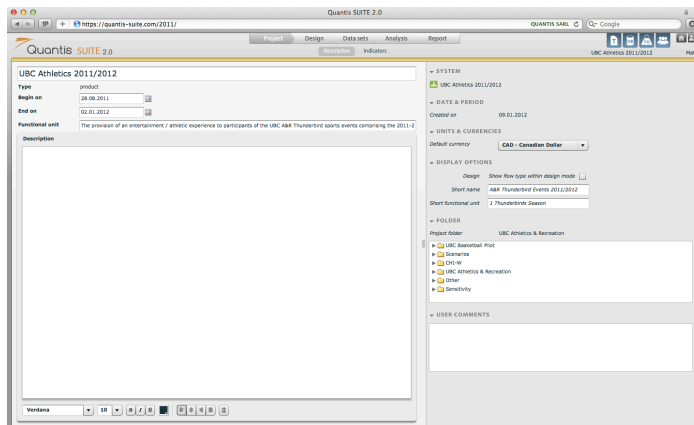 Quantis SUITE 2.0
https://quantis-suite.com/2011/
QUANTIS SARL
Google
Quantis SUITE 2.0
Project Design Data sets Analysis Report
Description Indicators
UBC Athletics 2011/2012
UBC Athletics 2011/2012
Type product
Begin on 28.08.2011
End on 02.01.2012
Functional unit The provision of an entertainment / athletic experience to participants of the UBC A&R Thunderbird sports events comprising the 2011-2
Description
Verdana 10 B I U
SYSTEM
UBC Athletics 2011/2012
DATE & PERIOD
Created on 09.01.2012
UNITS & CURRENCIES
Default currency CAD - Canadian Dollar
DISPLAY OPTIONS
Design Show flow type within design mode
Short name A&R Thunderbird Events 2011/2012
Short functional unit 1 Thunderbirds Season
FOLDER
Project folder UBC Athletics & Recreation
UBC Basketball Pilot
Scenarios
CH1-W
UBC Athletics & Recreation
Other
Sensitivity
USER COMMENTS